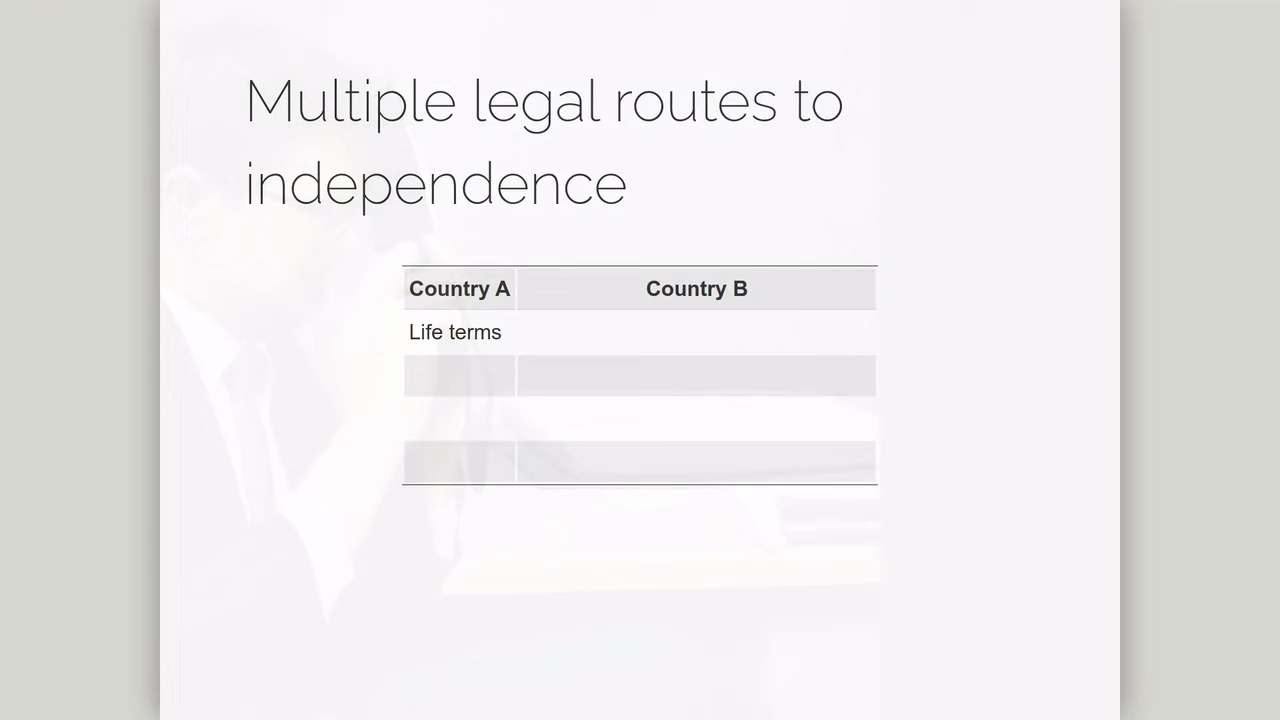 Multiple legal routes to
independence
Country A Country B
Life terms